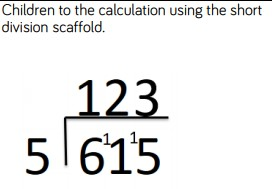 Children to the calculation using the short
division scaffold.
123
5 6¹1¹5